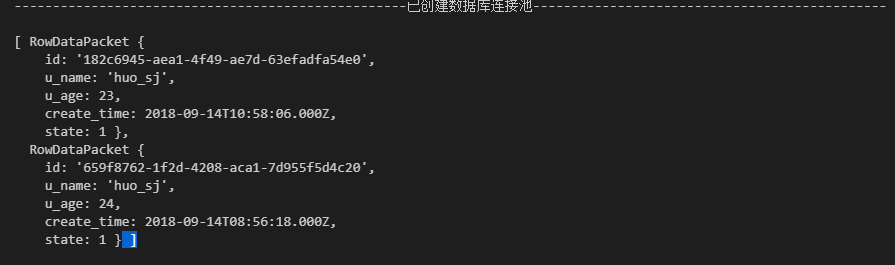 ------------------------------------------------已创建数据库连接池------------------------------------------
[ RowDataPacket {
    id: '182c6945-aea1-4f49-ae7d-63efadfa54e0',
    u_name: 'huo_sj',
    u_age: 23,
    create_time: 2018-09-14T10:58:06.000Z,
    state: 1 },
  RowDataPacket {
    id: '659f8762-1f2d-4208-aca1-7d955f5d4c20',
    u_name: 'huo_sj',
    u_age: 24,
    create_time: 2018-09-14T08:56:18.000Z,
    state: 1 } ]